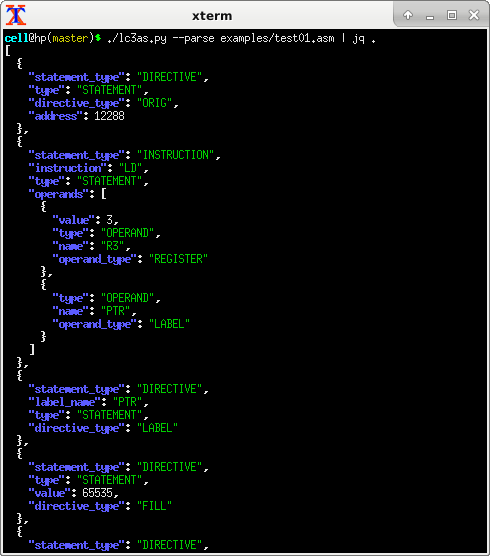 xterm
cell@hp(master)$ ./lc3as.py --parse examples/test01.asm | jq .
[
  {
    "statement_type": "DIRECTIVE",
    "type": "STATEMENT",
    "directive_type": "ORIG",
    "address": 12288
  },
  {
    "statement_type": "INSTRUCTION",
    "instruction": "LD",
    "type": "STATEMENT",
    "operands": [
      {
        "value": 3,
        "type": "OPERAND",
        "name": "R3",
        "operand_type": "REGISTER"
      },
      {
        "type": "OPERAND",
        "name": "PTR",
        "operand_type": "LABEL"
      }
    ]
  },
  {
    "statement_type": "DIRECTIVE",
    "label_name": "PTR",
    "type": "STATEMENT",
    "directive_type": "LABEL"
  },
  {
    "statement_type": "DIRECTIVE",
    "type": "STATEMENT",
    "value": 65535,
    "directive_type": "FILL"
  },
  {
    "statement_type": "DIRECTIVE",